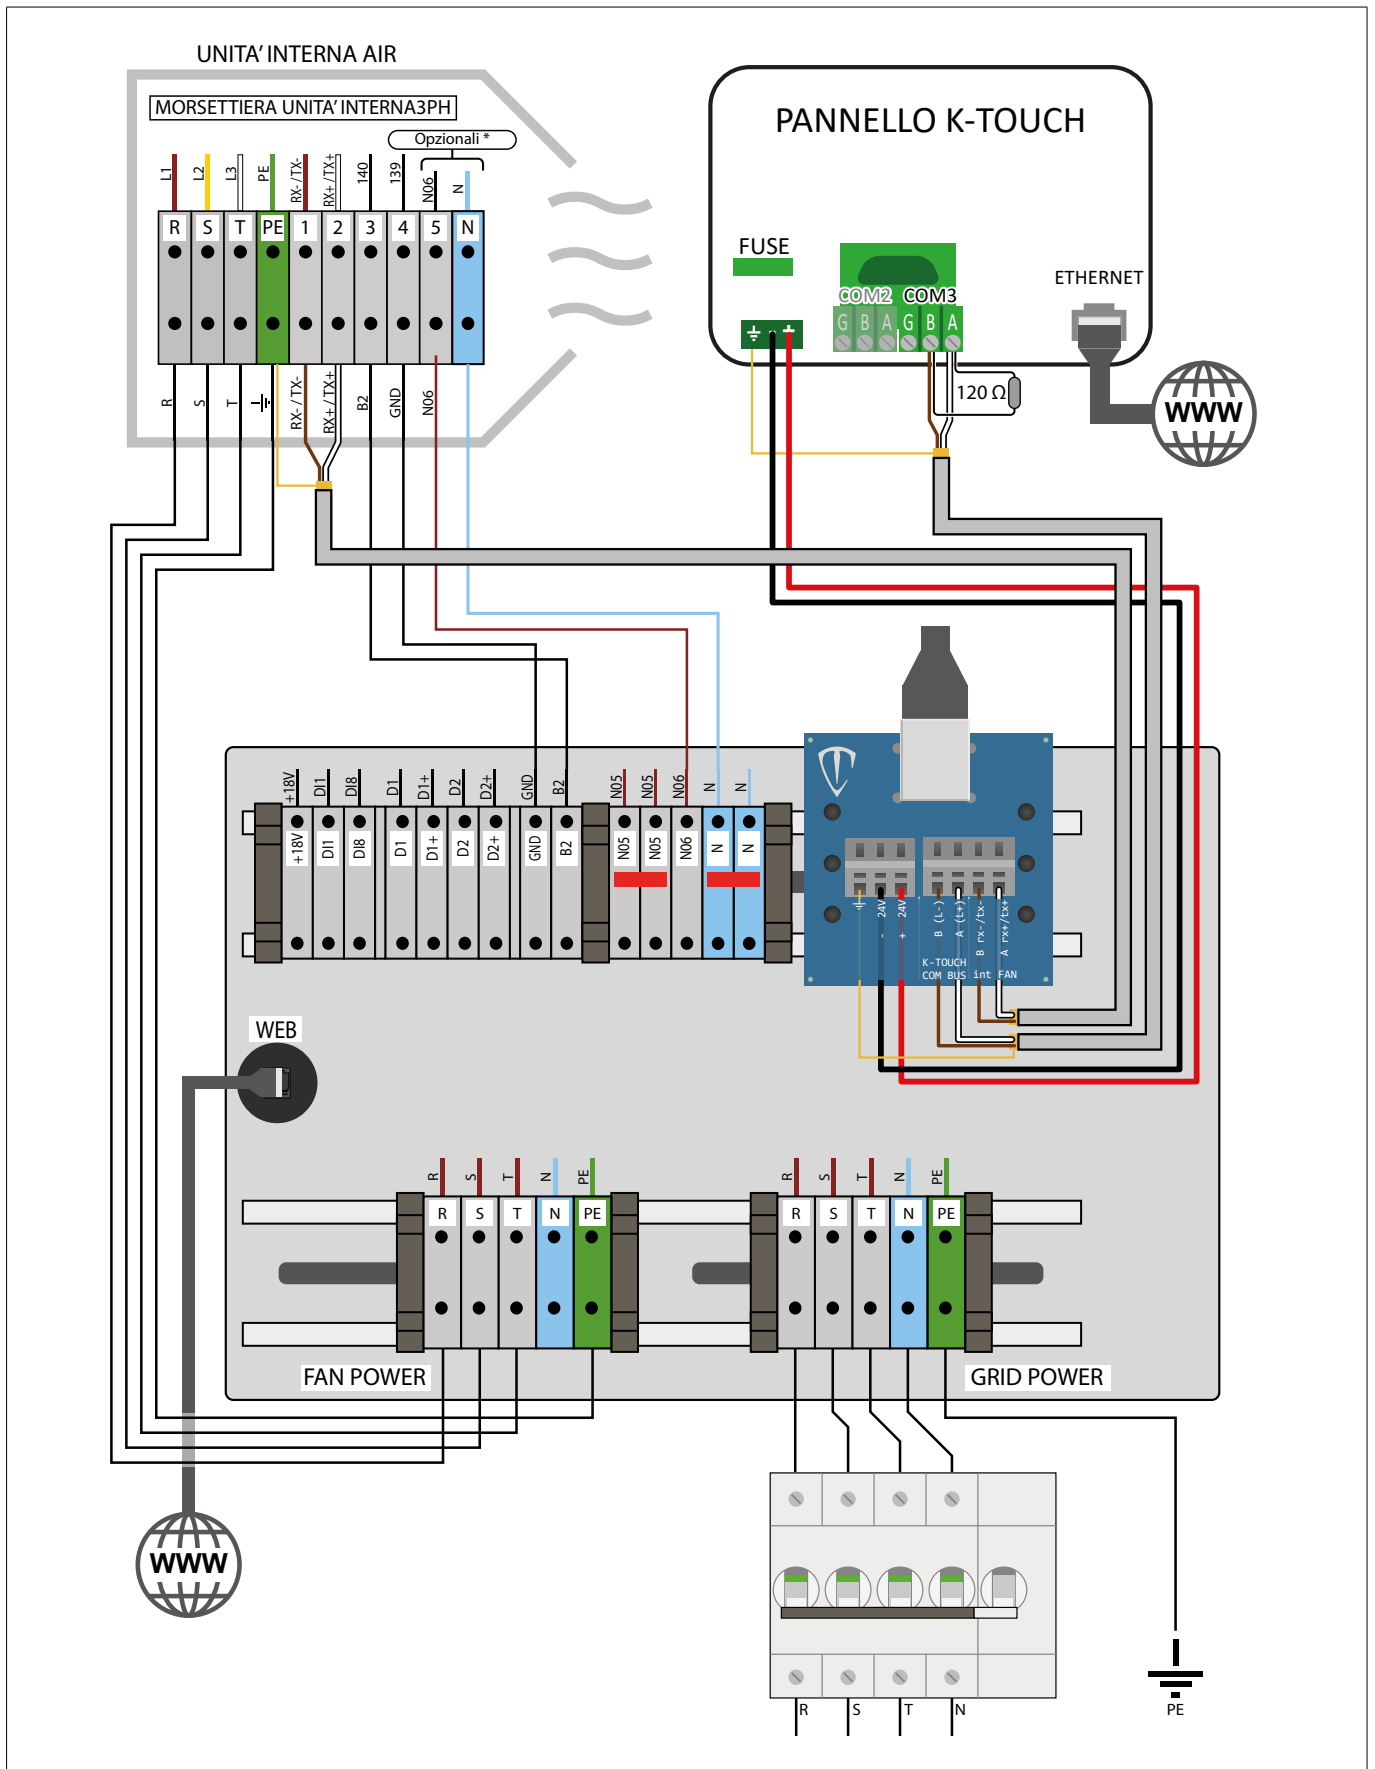 UNITA' INTERNA AIR
MORSETTIERA UNITA' INTERNA3PH
Opzionali *
L1 L2 L3 PE RX- / TX- RX+ / TX+ 140 139 N06 N
R S T PE 1 2 3 4 5 N
R S T RX- / TX- RX+ / TX+ B2 GND N06
PANNELLO K-TOUCH
FUSE
ETHERNET
COM2 COM3
G B A G B A
- +
120 Ω
WWW
+18V DI1 DI8 D1 D1+ D2 D2+ GND B2 N05 N05 N06 N N
+18V DI1 DI8 D1 D1+ D2 D2+ GND B2 N05 N05 N06 N N
- 24V + 24V B (L-) A (L+) B rx-/tx- A rx+/tx+
K-TOUCH
COM BUS int FAN
WEB
R S T N PE
R S T N PE
FAN POWER
R S T N PE
R S T N PE
GRID POWER
WWW
R S T N
PE